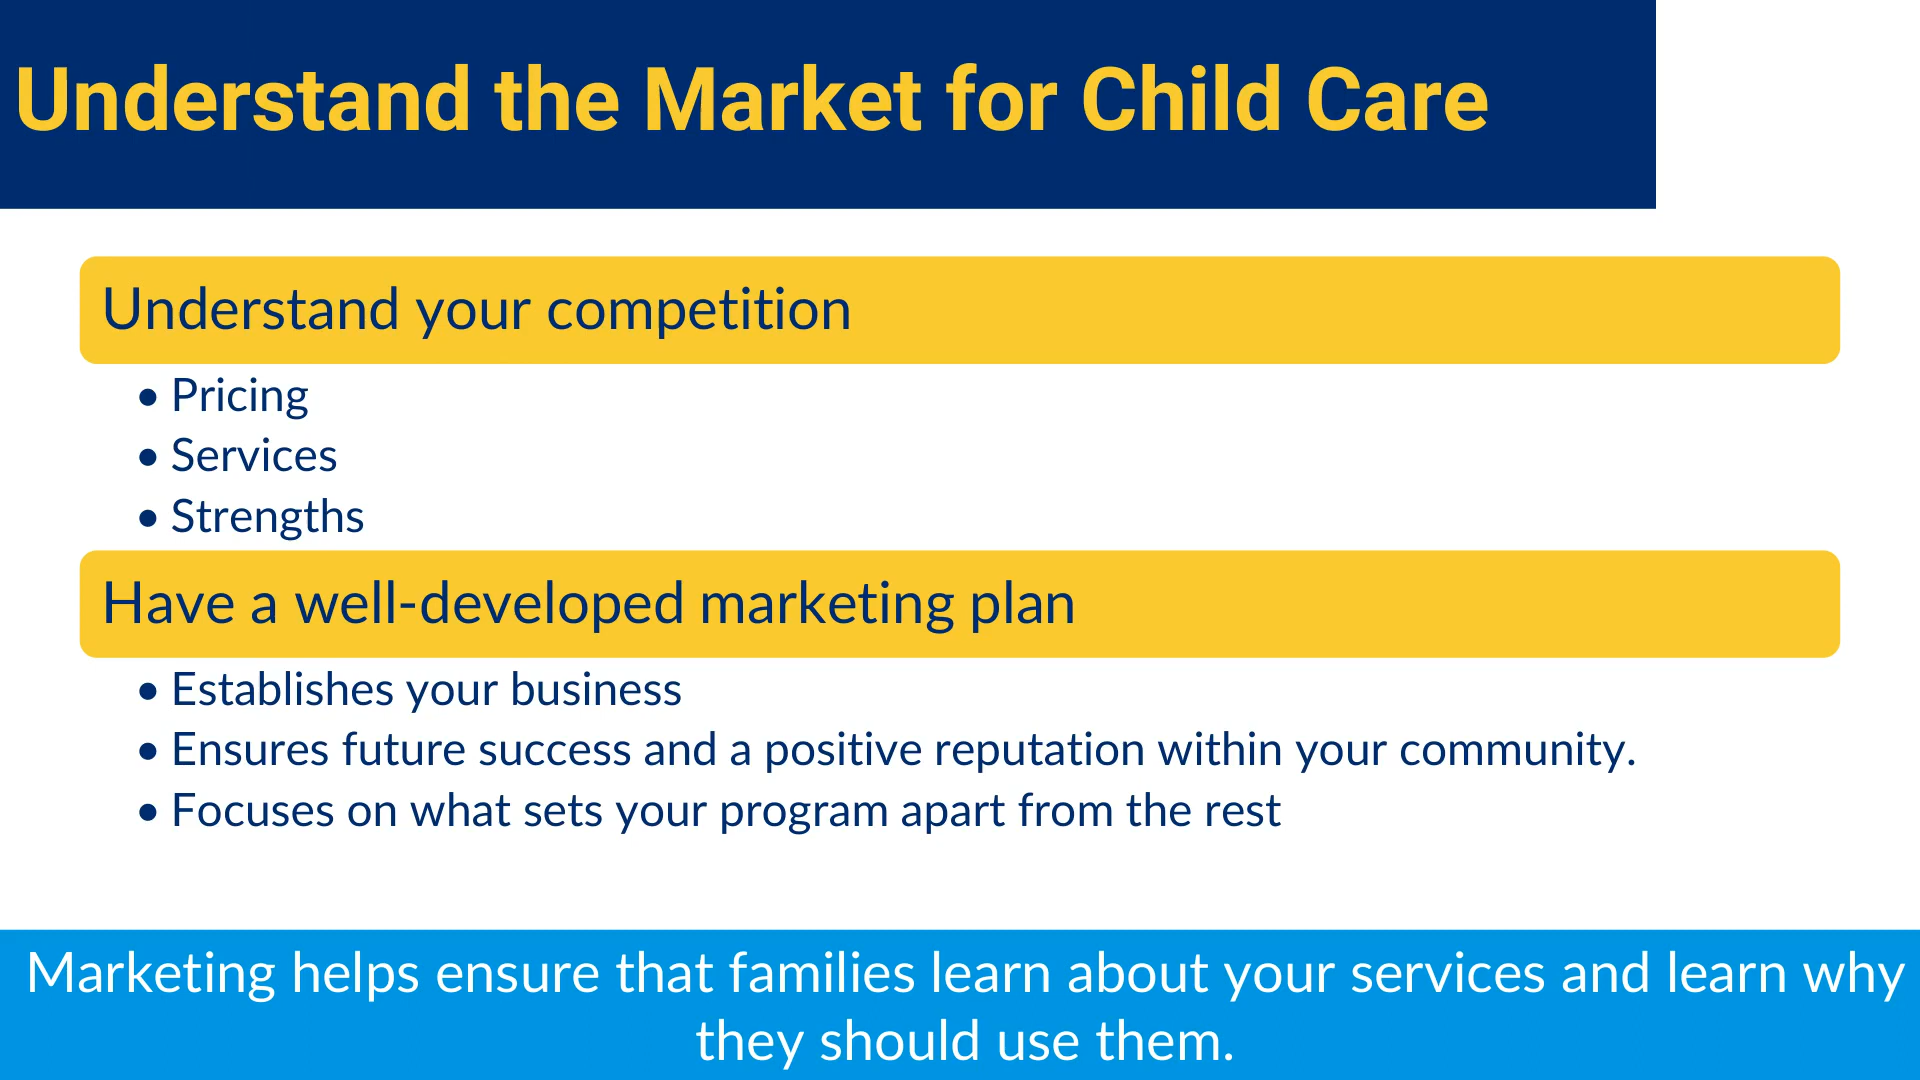 Understand the Market for Child Care
Understand your competition
• Pricing
• Services
• Strengths
Have a well-developed marketing plan
• Establishes your business
• Ensures future success and a positive reputation within your community.
• Focuses on what sets your program apart from the rest
Marketing helps ensure that families learn about your services and learn why
they should use them.